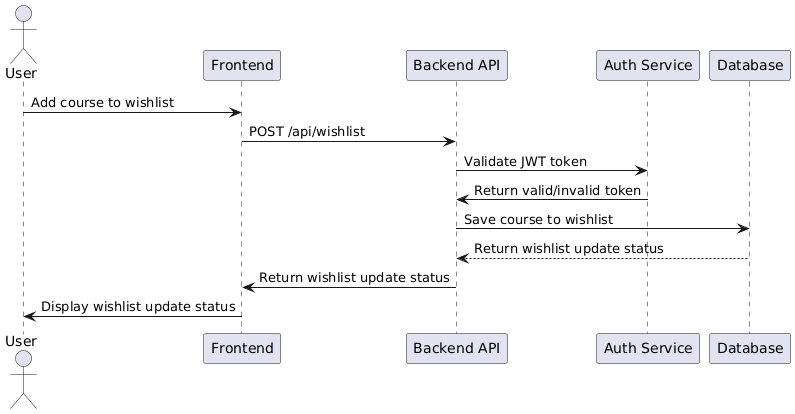 User
Frontend
Backend API
Auth Service
Database
Add course to wishlist
POST /api/wishlist
Validate JWT token
Return valid/invalid token
Save course to wishlist
Return wishlist update status
Return wishlist update status
Display wishlist update status
User
Frontend
Backend API
Auth Service
Database